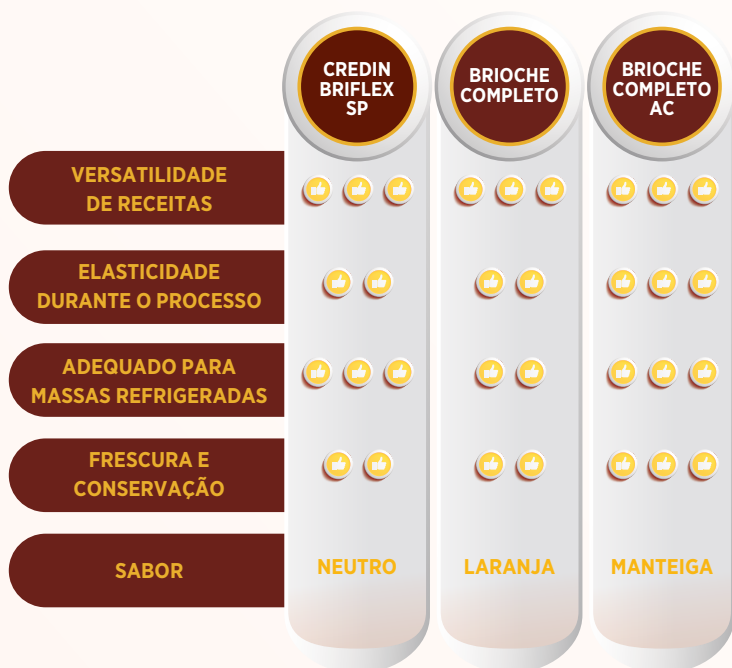 CREDIN
BRIFLEX
SP
BRIOCHE
COMPLETO
BRIOCHE
COMPLETO
AC
VERSATILIDADE
DE RECEITAS
ELASTICIDADE
DURANTE O PROCESSO
ADEQUADO PARA
MASSAS REFRIGERADAS
FRESCURA E
CONSERVAÇÃO
SABOR
NEUTRO
LARANJA
MANTEIGA